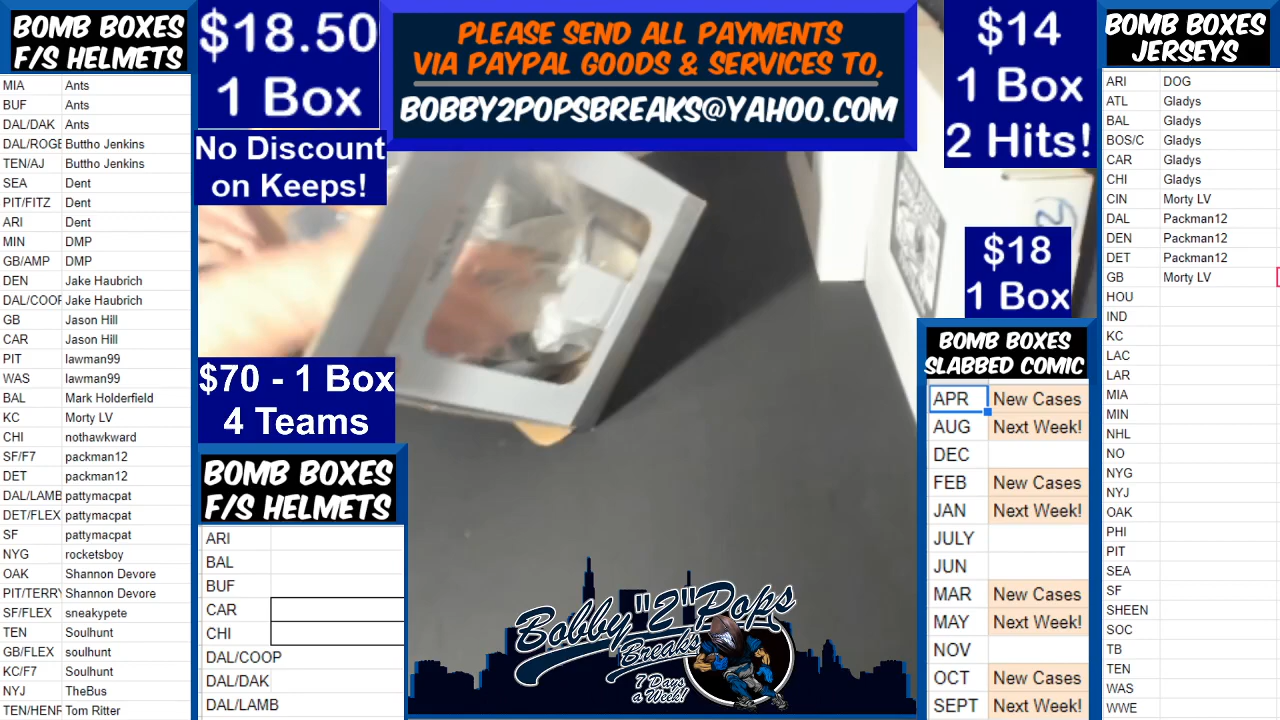 BOMB BOXES
F/S HELMETS
MIA Ants
BUF Ants
DAL/DAK Ants
DAL/ROGE Buttho Jenkins
TEN/AJ Buttho Jenkins
SEA Dent
PIT/FITZ Dent
ARI Dent
MIN DMP
GB/AMP DMP
DEN Jake Haubrich
DAL/COOF Jake Haubrich
GB Jason Hill
CAR Jason Hill
PIT lawman99
WAS lawman99
BAL Mark Holderfield
KC Morty LV
CHI nothawkward
SF/F7 packman12
DET packman12
DAL/LAMB pattymacpat
DET/FLEX pattymacpat
SF pattymacpat
NYG rocketsboy
OAK Shannon Devore
PIT/TERRY Shannon Devore
SF/FLEX sneakypete
TEN Soulhunt
GB/FLEX soulhunt
KC/F7 Soulhunt
NYJ TheBus
TEN/HENF Tom Ritter
$18.50
1 Box
No Discount
on Keeps!
$70 - 1 Box
4 Teams
BOMB BOXES
F/S HELMETS
ARI
BAL
BUF
CAR
CHI
DAL/COOP
DAL/DAK
DAL/LAMB
PLEASE SEND ALL PAYMENTS
VIA PAYPAL GOODS & SERVICES TO,
BOBBY2POPSBREAKS@YAHOO.COM
Bobby "2" Pops
Breaks
7 Days
a Week!
$14
1 Box
2 Hits!
$18
1 Box
BOMB BOXES
SLABBED COMIC
APR New Cases
AUG Next Week!
DEC
FEB New Cases
JAN Next Week!
JULY
JUN
MAR New Cases
MAY Next Week!
NOV
OCT New Cases
SEPT Next Week!
BOMB BOXES
JERSEYS
ARI DOG
ATL Gladys
BAL Gladys
BOS/C Gladys
CAR Gladys
CHI Gladys
CIN Morty LV
DAL Packman12
DEN Packman12
DET Packman12
GB Morty LV
HOU
IND
KC
LAC
LAR
MIA
MIN
NHL
NO
NYG
NYJ
OAK
PHI
PIT
SEA
SF
SHEEN
SOC
TB
TEN
WAS
WWE